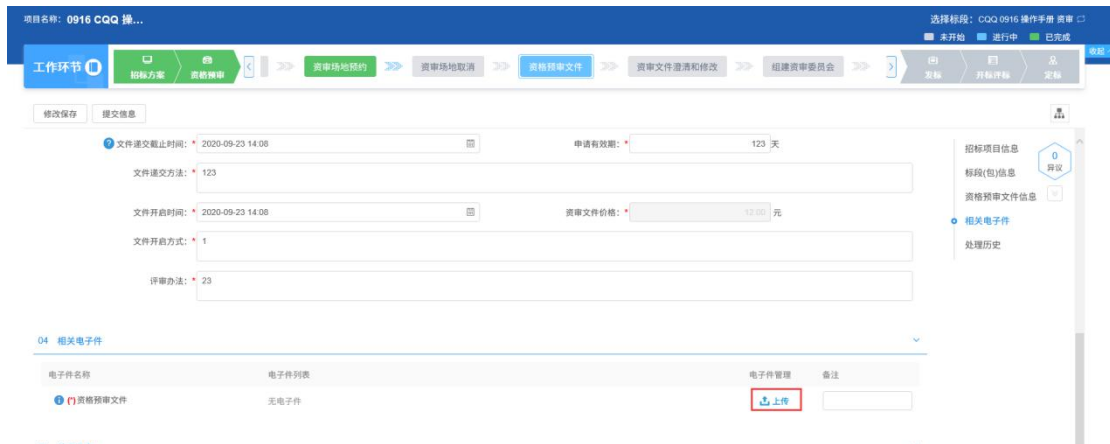 项目名称: 0916 CQQ 操...
选择标段: CQQ 0916 操作手册 资审
未开始 进行中 已完成
收起
工作环节
招标方案
资格预审
资审场地预约
资审场地取消
资格预审文件
资审文件澄清和修改
组建资审委员会
发标
开标评标
定标
修改保存
提交信息
文件递交截止时间: * 2020-09-23 14:08
申请有效期: * 123 天
文件递交方法: * 123
文件开启时间: * 2020-09-23 14:08
资审文件价格: * 12.00 元
文件开启方式: * 1
评审办法: * 23
招标项目信息
标段(包)信息
资格预审文件信息
相关电子件
处理历史
0
异议
04 相关电子件
电子件名称 电子件列表 电子件管理 备注
(*)资格预审文件 无电子件 上传